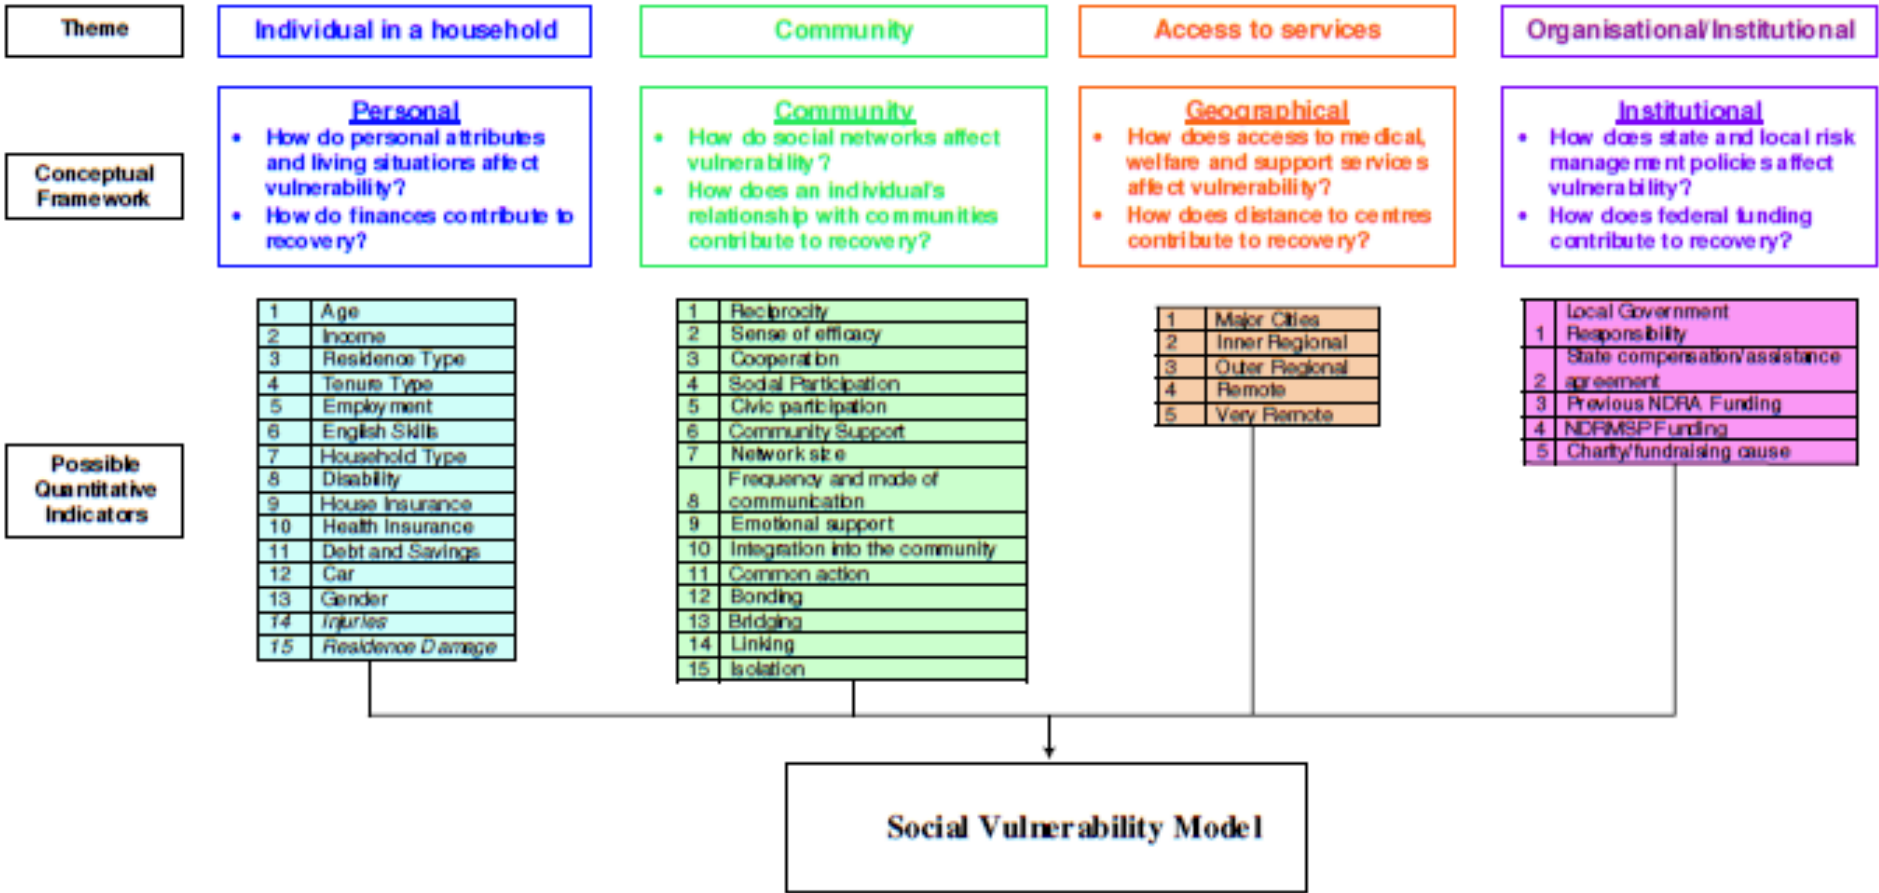 Theme
Individual in a household
Community
Access to services
Organisational/Institutional
Conceptual
Framework
Personal
• How do personal attributes
and living situations affect
vulnerability?
• How do finances contribute to
recovery?
Community
• How do social networks affect
vulnerability?
• How does an individual's
relationship with communities
contribute to recovery?
Geographical
• How does access to medical,
welfare and support services
affect vulnerability?
• How does distance to centres
contribute to recovery?
Institutional
• How does state and local risk
management policies affect
vulnerability?
• How does federal funding
contribute to recovery?
Possible
Quantitative
Indicators
1 Age
2 Income
3 Residence Type
4 Tenure Type
5 Employment
6 English Skills
7 Household Type
8 Disability
9 House Insurance
10 Health Insurance
11 Debt and Savings
12 Car
13 Gender
14 Injuries
15 Residence Damage
1 Reciprocity
2 Sense of efficacy
3 Cooperation
4 Social Participation
5 Civic participation
6 Community Support
7 Network size
Frequency and mode of
8 communication
9 Emotional support
10 Integration into the community
11 Common action
12 Bonding
13 Bridging
14 Linking
15 Isolation
1 Major Cities
2 Inner Regional
3 Outer Regional
4 Remote
5 Very Remote
Local Government
1 Responsibility
State compensation/assistance
2 agreement
3 Previous NDRA Funding
4 NDRMSP Funding
5 Charity/fundraising cause
Social Vulnerability Model